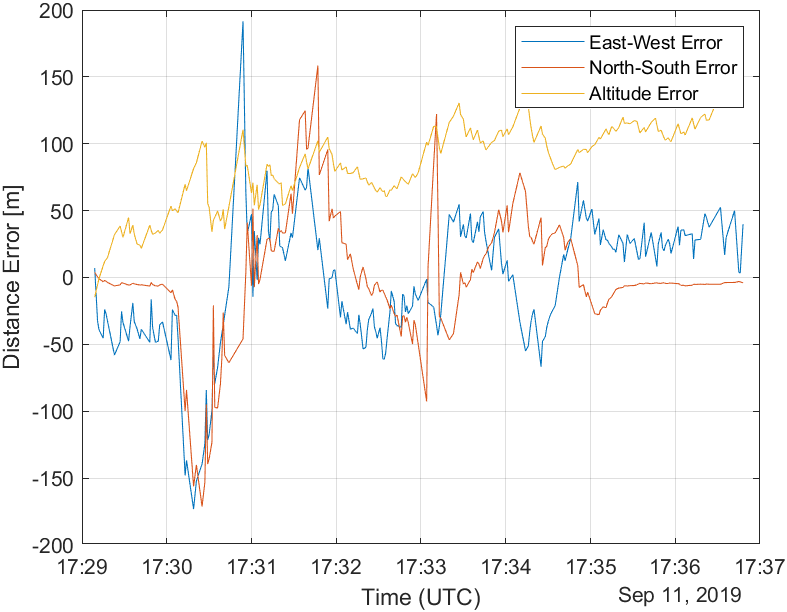 200
150
100
50
0
-50
-100
-150
-200
Distance Error [m]
East-West Error
North-South Error
Altitude Error
17:29 17:30 17:31 17:32 17:33 17:34 17:35 17:36 17:37
Time (UTC)
Sep 11, 2019